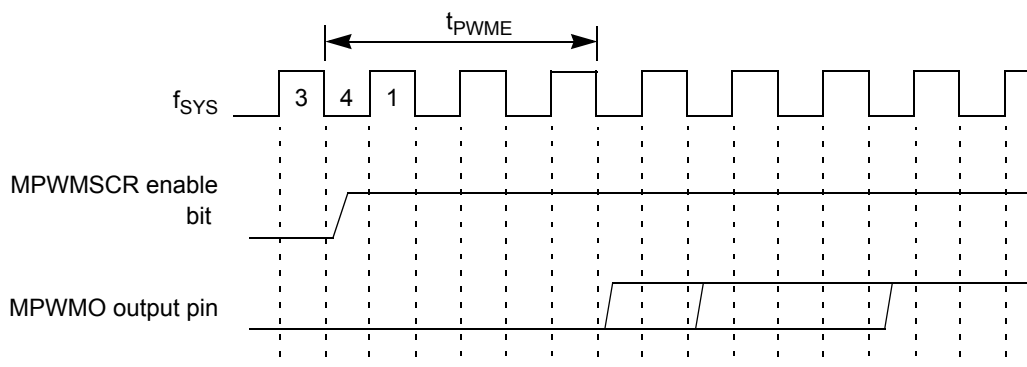 tPWME
fSYS
3 4 1
MPWMSCR enable
bit
MPWMO output pin